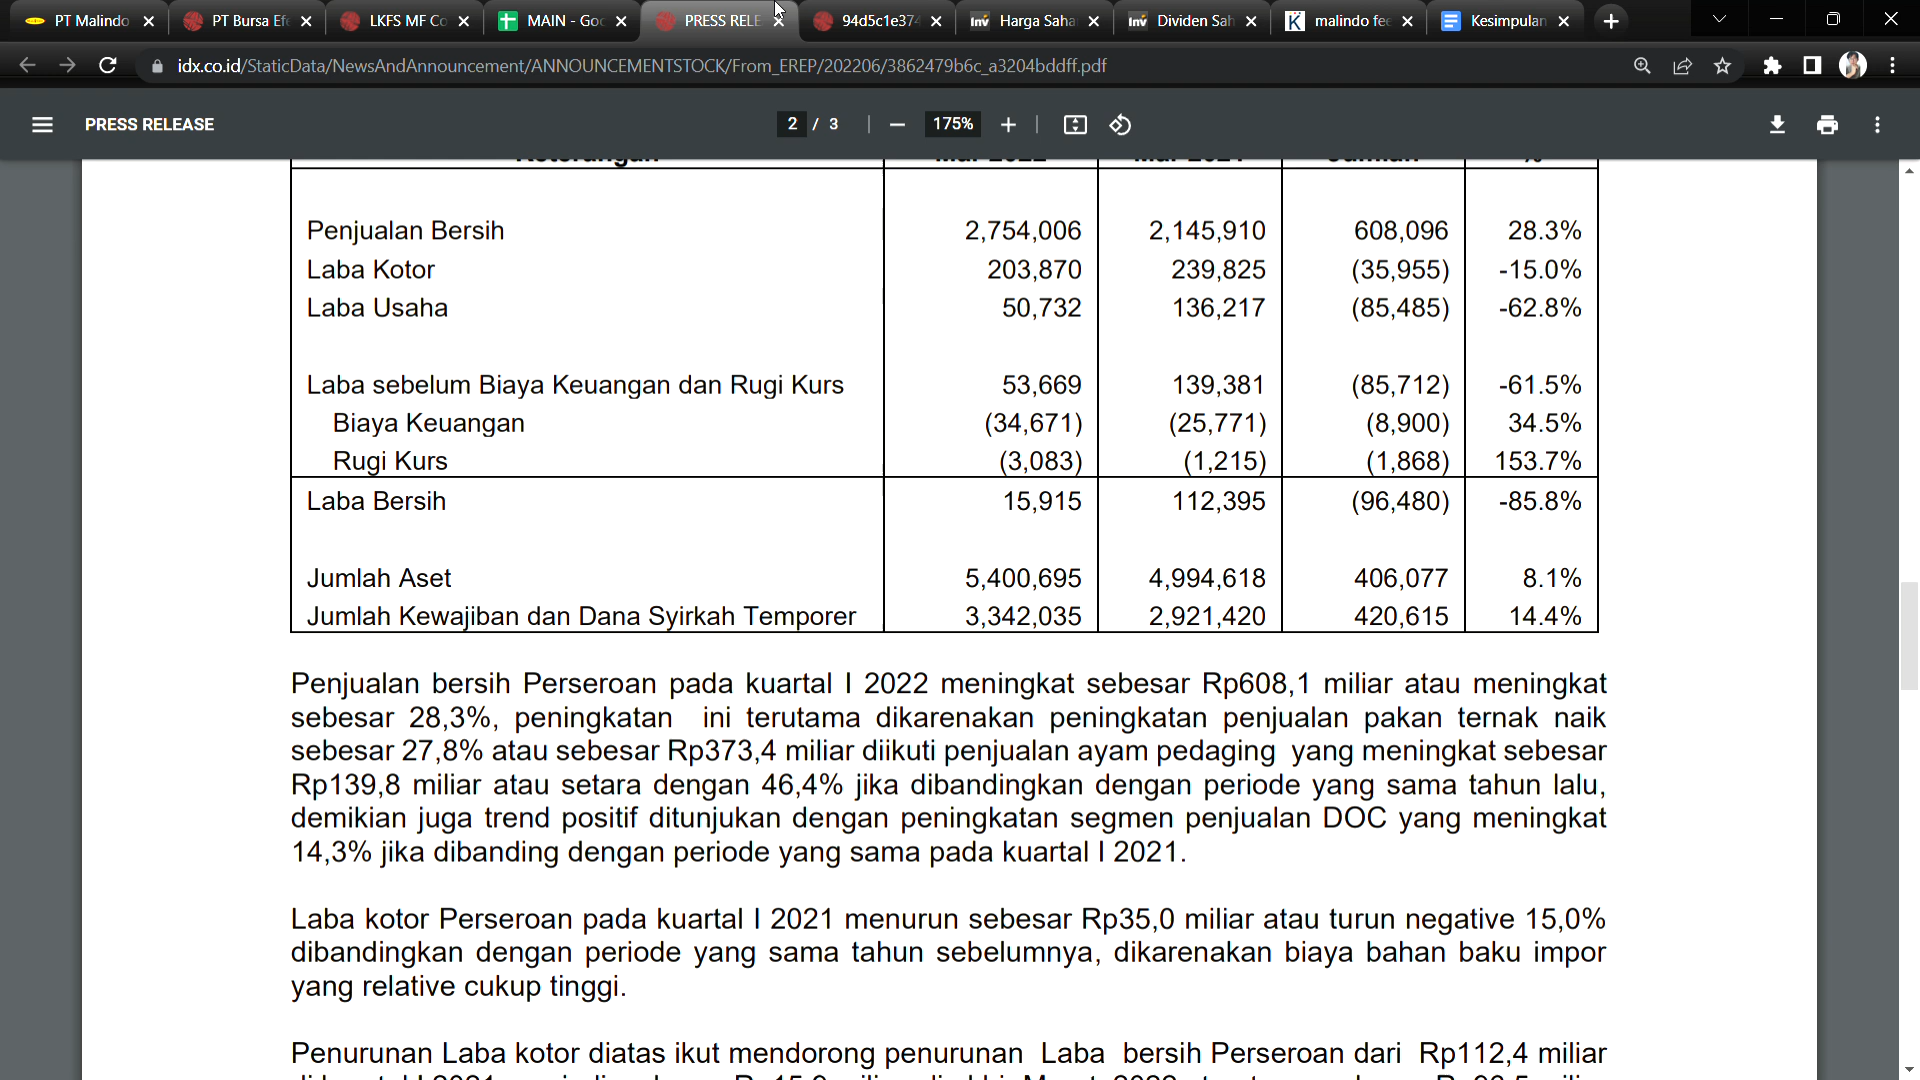 PT Malindo
PT Bursa Efe
LKFS MF Co
MAIN - Goo
PRESS RELE
94d5c1e374
Harga Saha
Dividen Sah
malindo fee
Kesimpulan
idx.co.id/StaticData/NewsAndAnnouncement/ANNOUNCEMENTSTOCK/From_EREP/202206/3862479b6c_a3204bddff.pdf
PRESS RELEASE
2 / 3
175%
Penjualan Bersih 2,754,006 2,145,910 608,096 28.3%
Laba Kotor 203,870 239,825 (35,955) -15.0%
Laba Usaha 50,732 136,217 (85,485) -62.8%
Laba sebelum Biaya Keuangan dan Rugi Kurs 53,669 139,381 (85,712) -61.5%
Biaya Keuangan (34,671) (25,771) (8,900) 34.5%
Rugi Kurs (3,083) (1,215) (1,868) 153.7%
Laba Bersih 15,915 112,395 (96,480) -85.8%
Jumlah Aset 5,400,695 4,994,618 406,077 8.1%
Jumlah Kewajiban dan Dana Syirkah Temporer 3,342,035 2,921,420 420,615 14.4%
Penjualan bersih Perseroan pada kuartal I 2022 meningkat sebesar Rp608,1 miliar atau meningkat
sebesar 28,3%, peningkatan ini terutama dikarenakan peningkatan penjualan pakan ternak naik
sebesar 27,8% atau sebesar Rp373,4 miliar diikuti penjualan ayam pedaging yang meningkat sebesar
Rp139,8 miliar atau setara dengan 46,4% jika dibandingkan dengan periode yang sama tahun lalu,
demikian juga trend positif ditunjukan dengan peningkatan segmen penjualan DOC yang meningkat
14,3% jika dibanding dengan periode yang sama pada kuartal I 2021.
Laba kotor Perseroan pada kuartal I 2021 menurun sebesar Rp35,0 miliar atau turun negative 15,0%
dibandingkan dengan periode yang sama tahun sebelumnya, dikarenakan biaya bahan baku impor
yang relative cukup tinggi.
Penurunan Laba kotor diatas ikut mendorong penurunan Laba bersih Perseroan dari Rp112,4 miliar